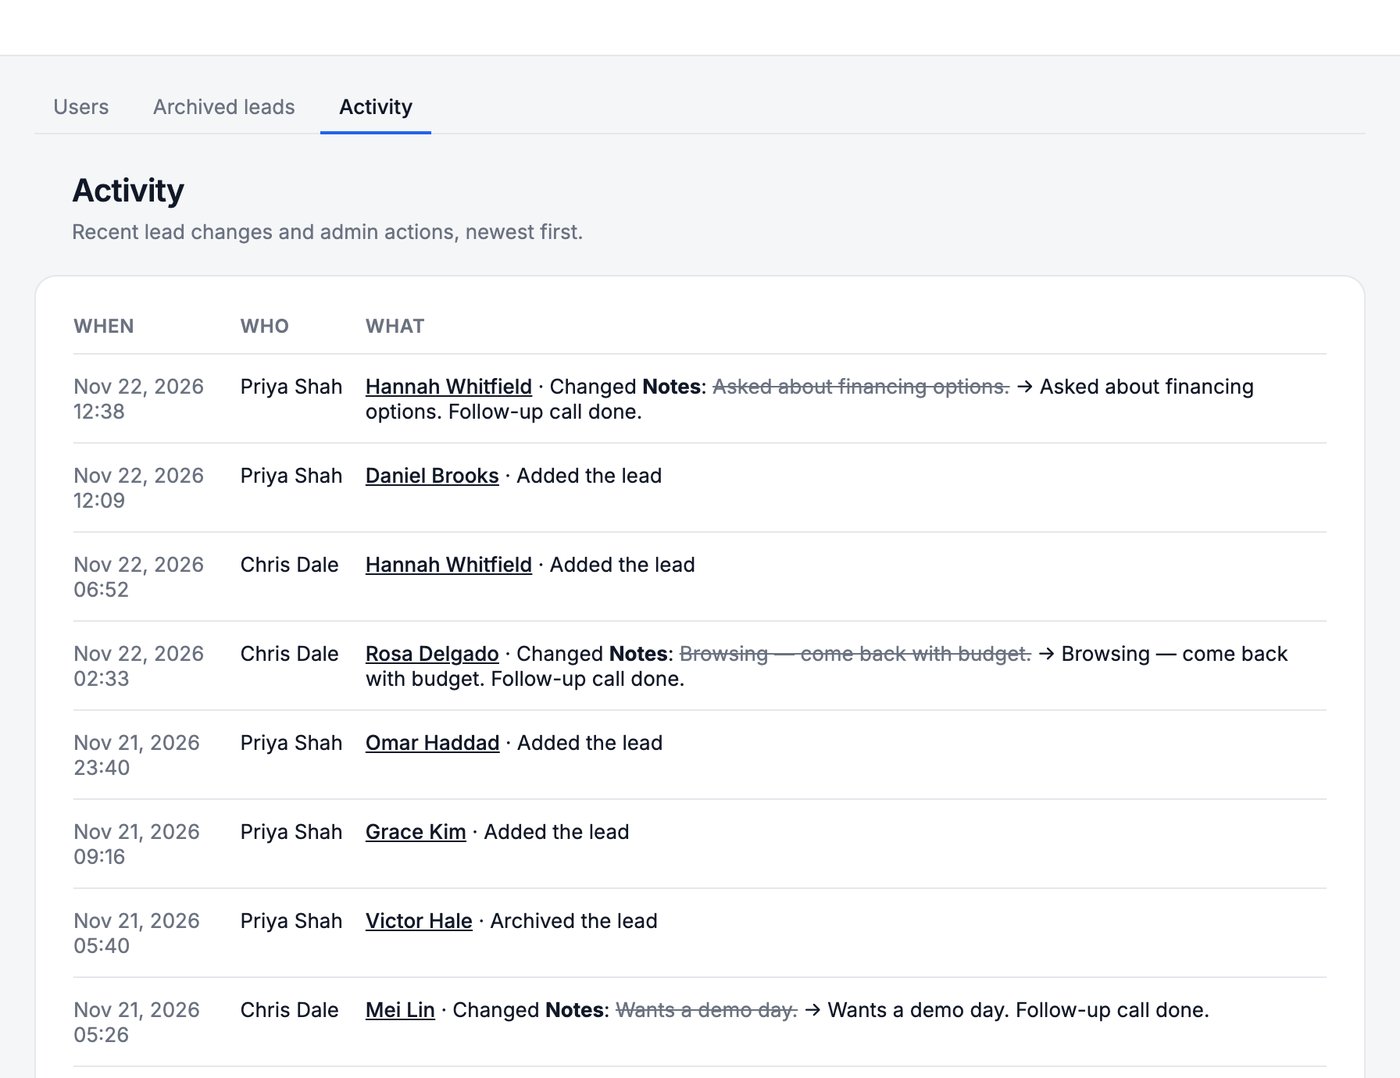 Users Archived leads Activity
Activity
Recent lead changes and admin actions, newest first.
WHEN WHO WHAT
Nov 22, 2026 Priya Shah Hannah Whitfield · Changed Notes: Asked about financing options. → Asked about financing
12:38 options. Follow-up call done.
Nov 22, 2026 Priya Shah Daniel Brooks · Added the lead
12:09
Nov 22, 2026 Chris Dale Hannah Whitfield · Added the lead
06:52
Nov 22, 2026 Chris Dale Rosa Delgado · Changed Notes: Browsing — come back with budget. → Browsing — come back
02:33 with budget. Follow-up call done.
Nov 21, 2026 Priya Shah Omar Haddad · Added the lead
23:40
Nov 21, 2026 Priya Shah Grace Kim · Added the lead
09:16
Nov 21, 2026 Priya Shah Victor Hale · Archived the lead
05:40
Nov 21, 2026 Chris Dale Mei Lin · Changed Notes: Wants a demo day. → Wants a demo day. Follow-up call done.
05:26